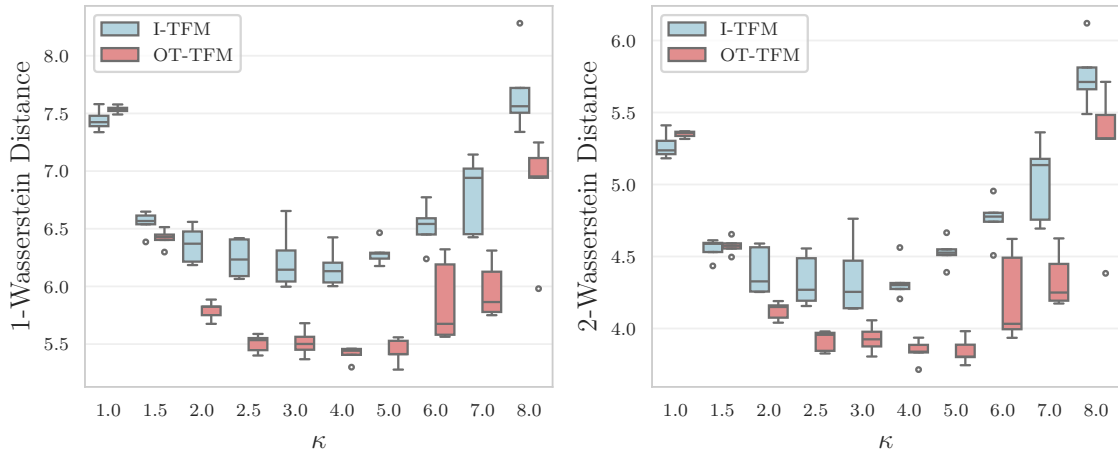 1-Wasserstein Distance
8.0
7.5
7.0
6.5
6.0
5.5
I-TFM
OT-TFM
1.0 1.5 2.0 2.5 3.0 4.0 5.0 6.0 7.0 8.0
κ
2-Wasserstein Distance
6.0
5.5
5.0
4.5
4.0
I-TFM
OT-TFM
1.0 1.5 2.0 2.5 3.0 4.0 5.0 6.0 7.0 8.0
κ